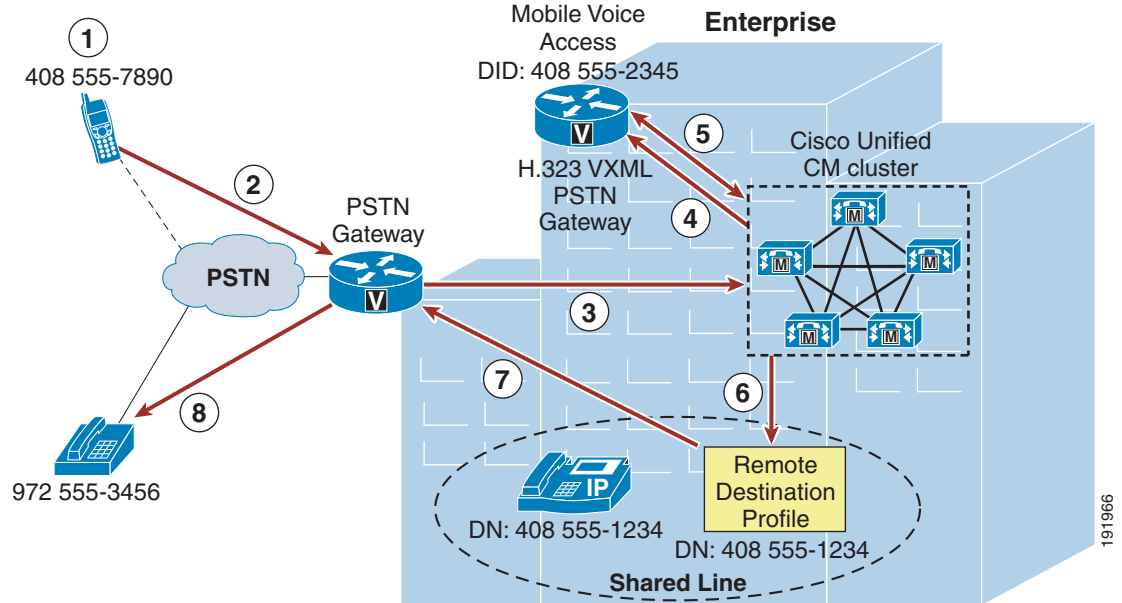 1
408 555-7890
Mobile Voice
Access
DID: 408 555-2345
Enterprise
V
H.323 VXML
PSTN
Gateway
5
4
Cisco Unified
CM cluster
M
M
M
M
M
2
PSTN
Gateway
PSTN
V
3
7
6
8
972 555-3456
IP
DN: 408 555-1234
Remote
Destination
Profile
DN: 408 555-1234
Shared Line
191966